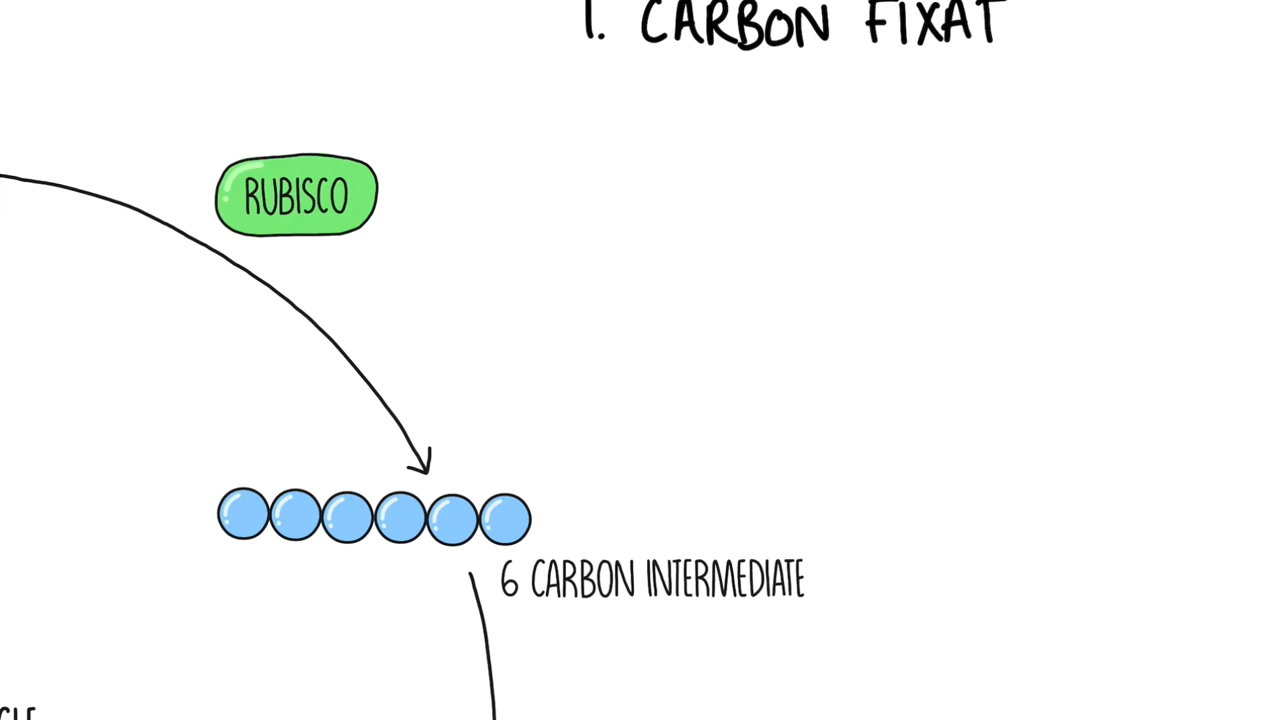 1. CARBON FIXAT
RUBISCO
6 CARBON INTERMEDIATE